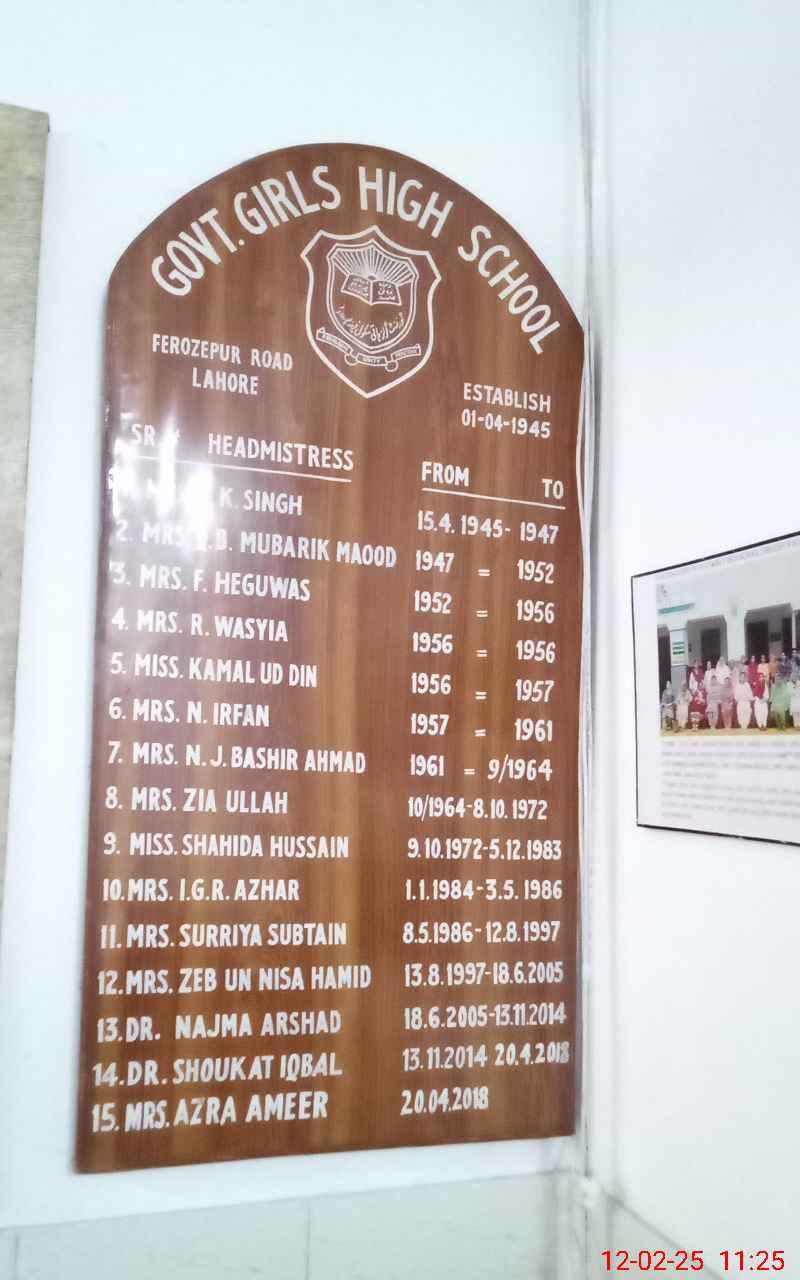 GOVT. GIRLS HIGH SCHOOL
FEROZEPUR ROAD
LAHORE
ESTABLISH
01-04-1945
SR. # HEADMISTRESS FROM TO
K. SINGH 15.4.1945- 1947
2. MRS. B. MUBARIK MAOOD 1947 = 1952
3. MRS. F. HEGUWAS 1952 = 1956
4. MRS. R. WASYIA 1956 = 1956
5. MISS. KAMAL UD DIN 1956 = 1957
6. MRS. N. IRFAN 1957 = 1961
7. MRS. N. J. BASHIR AHMAD 1961 = 9/1964
8. MRS. ZIA ULLAH 10/1964-8.10.1972
9. MISS. SHAHIDA HUSSAIN 9.10.1972-5.12.1983
10. MRS. I.G.R. AZHAR 1.1.1984-3.5.1986
11. MRS. SURRIYA SUBTAIN 8.5.1986-12.8.1997
12. MRS. ZEB UN NISA HAMID 13.8.1997-18.6.2005
13. DR. NAJMA ARSHAD 18.6.2005-13.11.2014
14. DR. SHOUKAT IQBAL 13.11.2014 20.4.2018
15. MRS. AZRA AMEER 20.04.2018
12-02-25 11:25